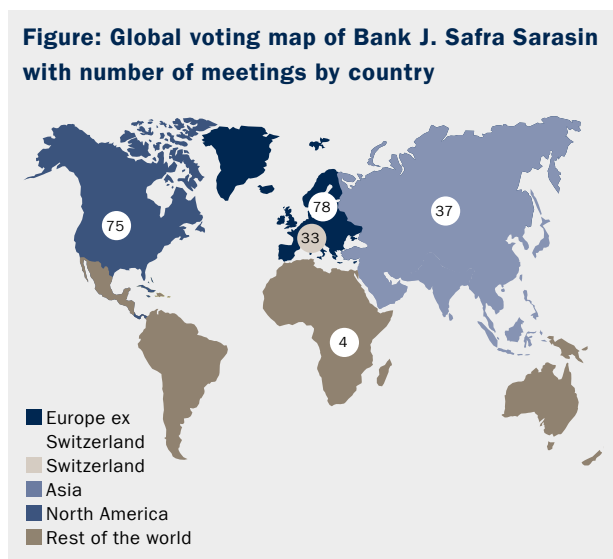 Figure: Global voting map of Bank J. Safra Sarasin
with number of meetings by country
75
78
37
33
4
Europe ex
Switzerland
Switzerland
Asia
North America
Rest of the world